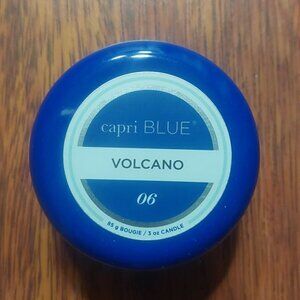 capri BLUE®
VOLCANO
06
85 g BOUGIE / 3 oz CANDLE